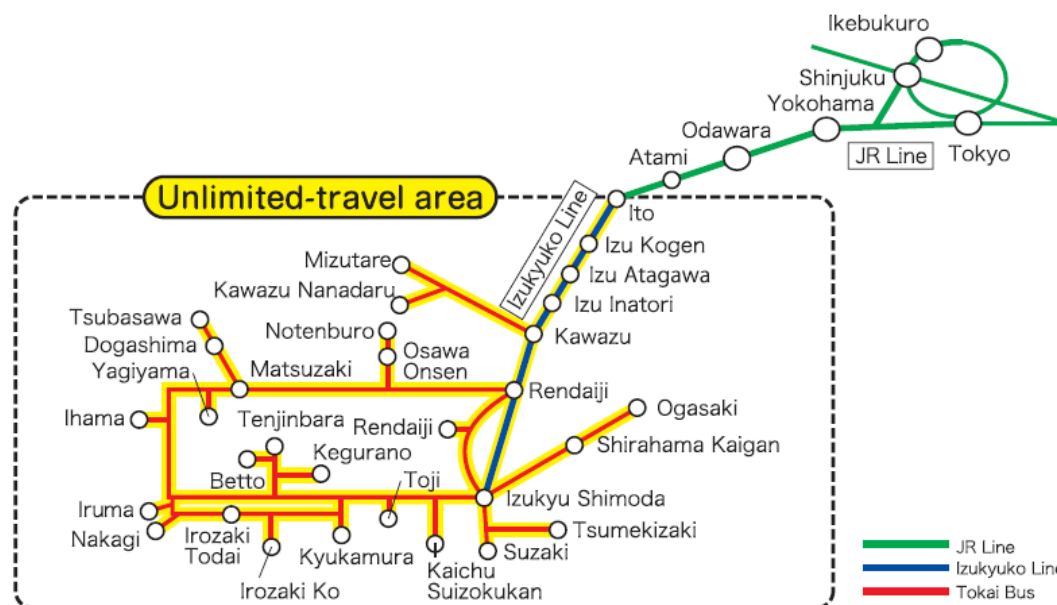 Ikebukuro
Shinjuku
Yokohama
Odawara
JR Line
Tokyo
Atami
Unlimited-travel area
Ito
Izukyuko Line
Izu Kogen
Mizutare
Izu Atagawa
Kawazu Nanadaru
Izu Inatori
Tsubasawa
Notenburo
Kawazu
Dogashima
Osawa
Onsen
Yagiyama
Matsuzaki
Rendaiji
Ihama
Tenjinbara
Rendaiji
Ogasaki
Kegurano
Shirahama Kaigan
Betto
Toji
Izukyu Shimoda
Iruma
Nakagi
Irozaki
Todai
Kyukamura
Tsumekizaki
Suzaki
Irozaki Ko
Kaichu
Suizokukan
JR Line
Izukyuko Line
Tokai Bus